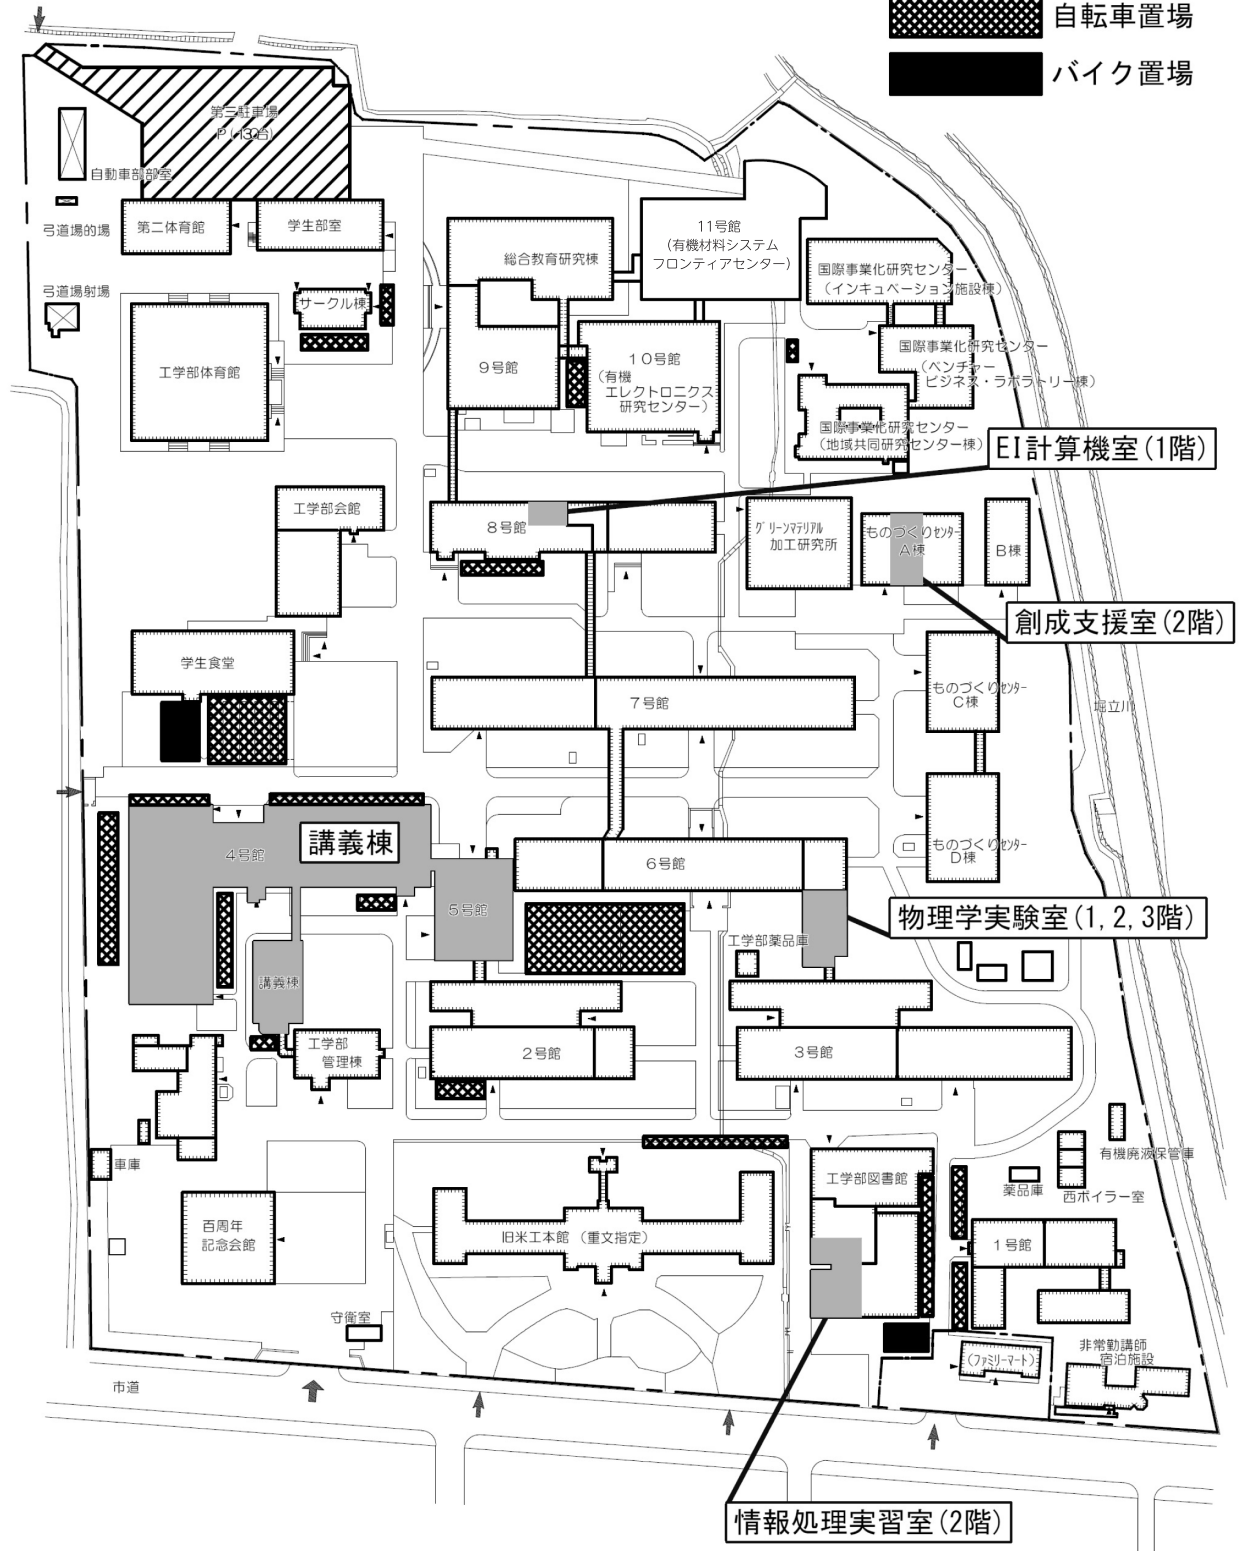 自転車置場
バイク置場
第三駐車場
自動車部部室
弓道場的場
第二体育館
学生部室
11号館
(有機材料システム
フロンティアセンター)
総合教育研究棟
国際事業化研究センター
(インキュベーション施設棟)
弓道場射場
サークル棟
国際事業化研究センター
(ベンチャー
ビジネス・ラボラトリー棟)
工学部体育館
9号館
10号館
(有機
エレクトロニクス
研究センター)
国際事業化研究センター
(地域共同研究センター棟)
EI計算機室(1階)
工学部会館
8号館
グリーンマテリアル
加工研究所
ものづくりセンター
A棟
B棟
創成支援室(2階)
学生食堂
7号館
ものづくりセンター
C棟
堀立川
講義棟
4号館
6号館
ものづくりセンター
D棟
5号館
物理学実験室(1,2,3階)
工学部薬品庫
講義棟
工学部
管理棟
2号館
3号館
車庫
有機廃液保管庫
薬品庫
西ボイラー室
工学部図書館
百周年
記念会館
旧米工本館 (重文指定)
1号館
守衛室
(ファミリーマート)
非常勤講師
宿泊施設
市道
情報処理実習室(2階)